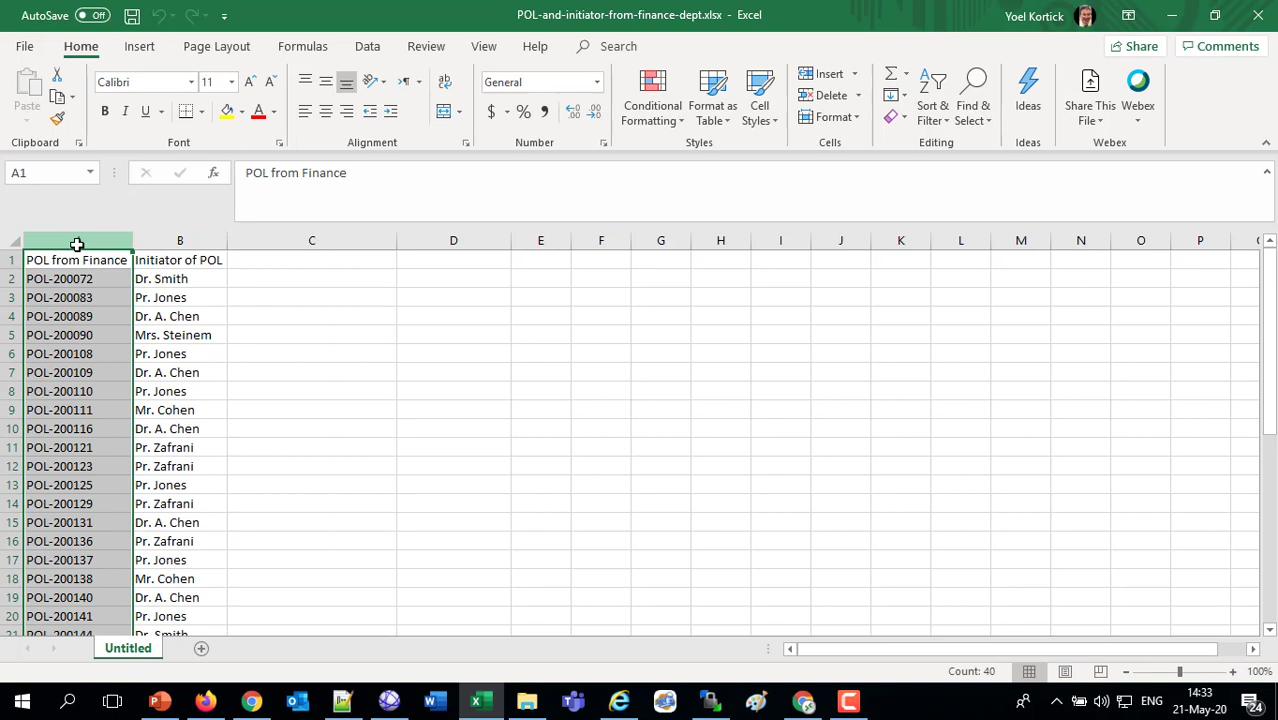 AutoSave Off
POL-and-initiator-from-finance-dept.xlsx - Excel
Yoel Kortick
File Home Insert Page Layout Formulas Data Review View Help Search Share Comments
Paste
Calibri 11
General
Conditional Formatting
Format as Table
Cell Styles
Insert
Delete
Format
Sort & Filter
Find & Select
Ideas
Share This File
Webex
Clipboard Font Alignment Number Styles Cells Editing Ideas Webex
A1 fx POL from Finance
B C D E F G H I J K L M N O P
1 POL from Finance Initiator of POL
2 POL-200072 Dr. Smith
3 POL-200083 Pr. Jones
4 POL-200089 Dr. A. Chen
5 POL-200090 Mrs. Steinem
6 POL-200108 Pr. Jones
7 POL-200109 Dr. A. Chen
8 POL-200110 Pr. Jones
9 POL-200111 Mr. Cohen
10 POL-200116 Dr. A. Chen
11 POL-200121 Pr. Zafrani
12 POL-200123 Pr. Zafrani
13 POL-200125 Pr. Jones
14 POL-200129 Pr. Zafrani
15 POL-200131 Dr. A. Chen
16 POL-200136 Pr. Zafrani
17 POL-200137 Pr. Jones
18 POL-200138 Mr. Cohen
19 POL-200140 Dr. A. Chen
20 POL-200141 Pr. Jones
21 POL-200144 Dr. Smith
Untitled
Count: 40 100%
ENG 14:33
21-May-20 24